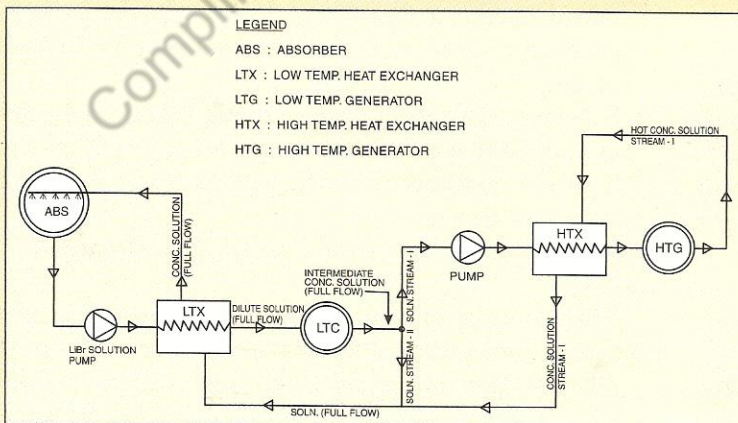 Compli
LEGEND
ABS : ABSORBER
LTX : LOW TEMP. HEAT EXCHANGER
LTG : LOW TEMP. GENERATOR
HTX : HIGH TEMP. HEAT EXCHANGER
HTG : HIGH TEMP. GENERATOR
HOT CONC. SOLUTION
STREAM - I
ABS
CONC. SOLUTION
(FULL FLOW)
LiBr SOLUTION
PUMP
LTX
DILUTE SOLUTION
(FULL FLOW)
LTC
INTERMEDIATE
CONC. SOLUTION
(FULL FLOW)
SOLN. STREAM - I
SOLN. STREAM - II
PUMP
HTX
HTG
CONC. SOLUTION
STREAM - I
SOLN. (FULL FLOW)